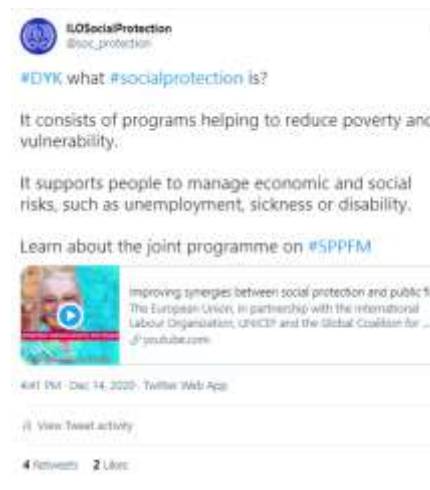 ILOSocialProtection
@soc_protection
#DYK what #socialprotection is?
It consists of programs helping to reduce poverty and
vulnerability.
It supports people to manage economic and social
risks, such as unemployment, sickness or disability.
Learn about the joint programme on #SPPFM
Improving synergies between social protection and public fi
The European Union, in partnership with the International
Labour Organization, UNICEF and the Global Coalition for ...
youtube.com
4:41 PM · Dec 14, 2020 · Twitter Web App
View Tweet activity
4 Retweets 2 Likes